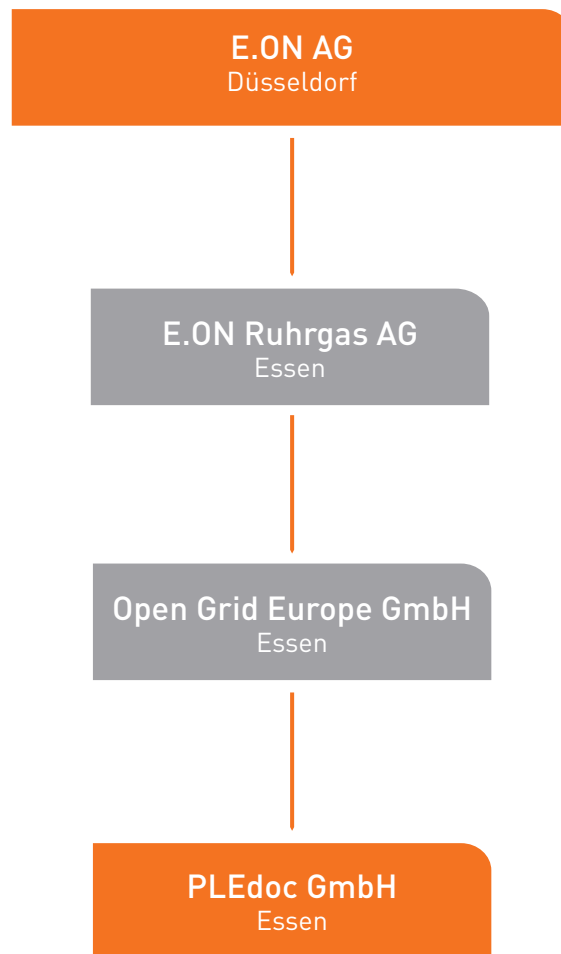 E.ON AG
Düsseldorf
E.ON Ruhrgas AG
Essen
Open Grid Europe GmbH
Essen
PLEdoc GmbH
Essen